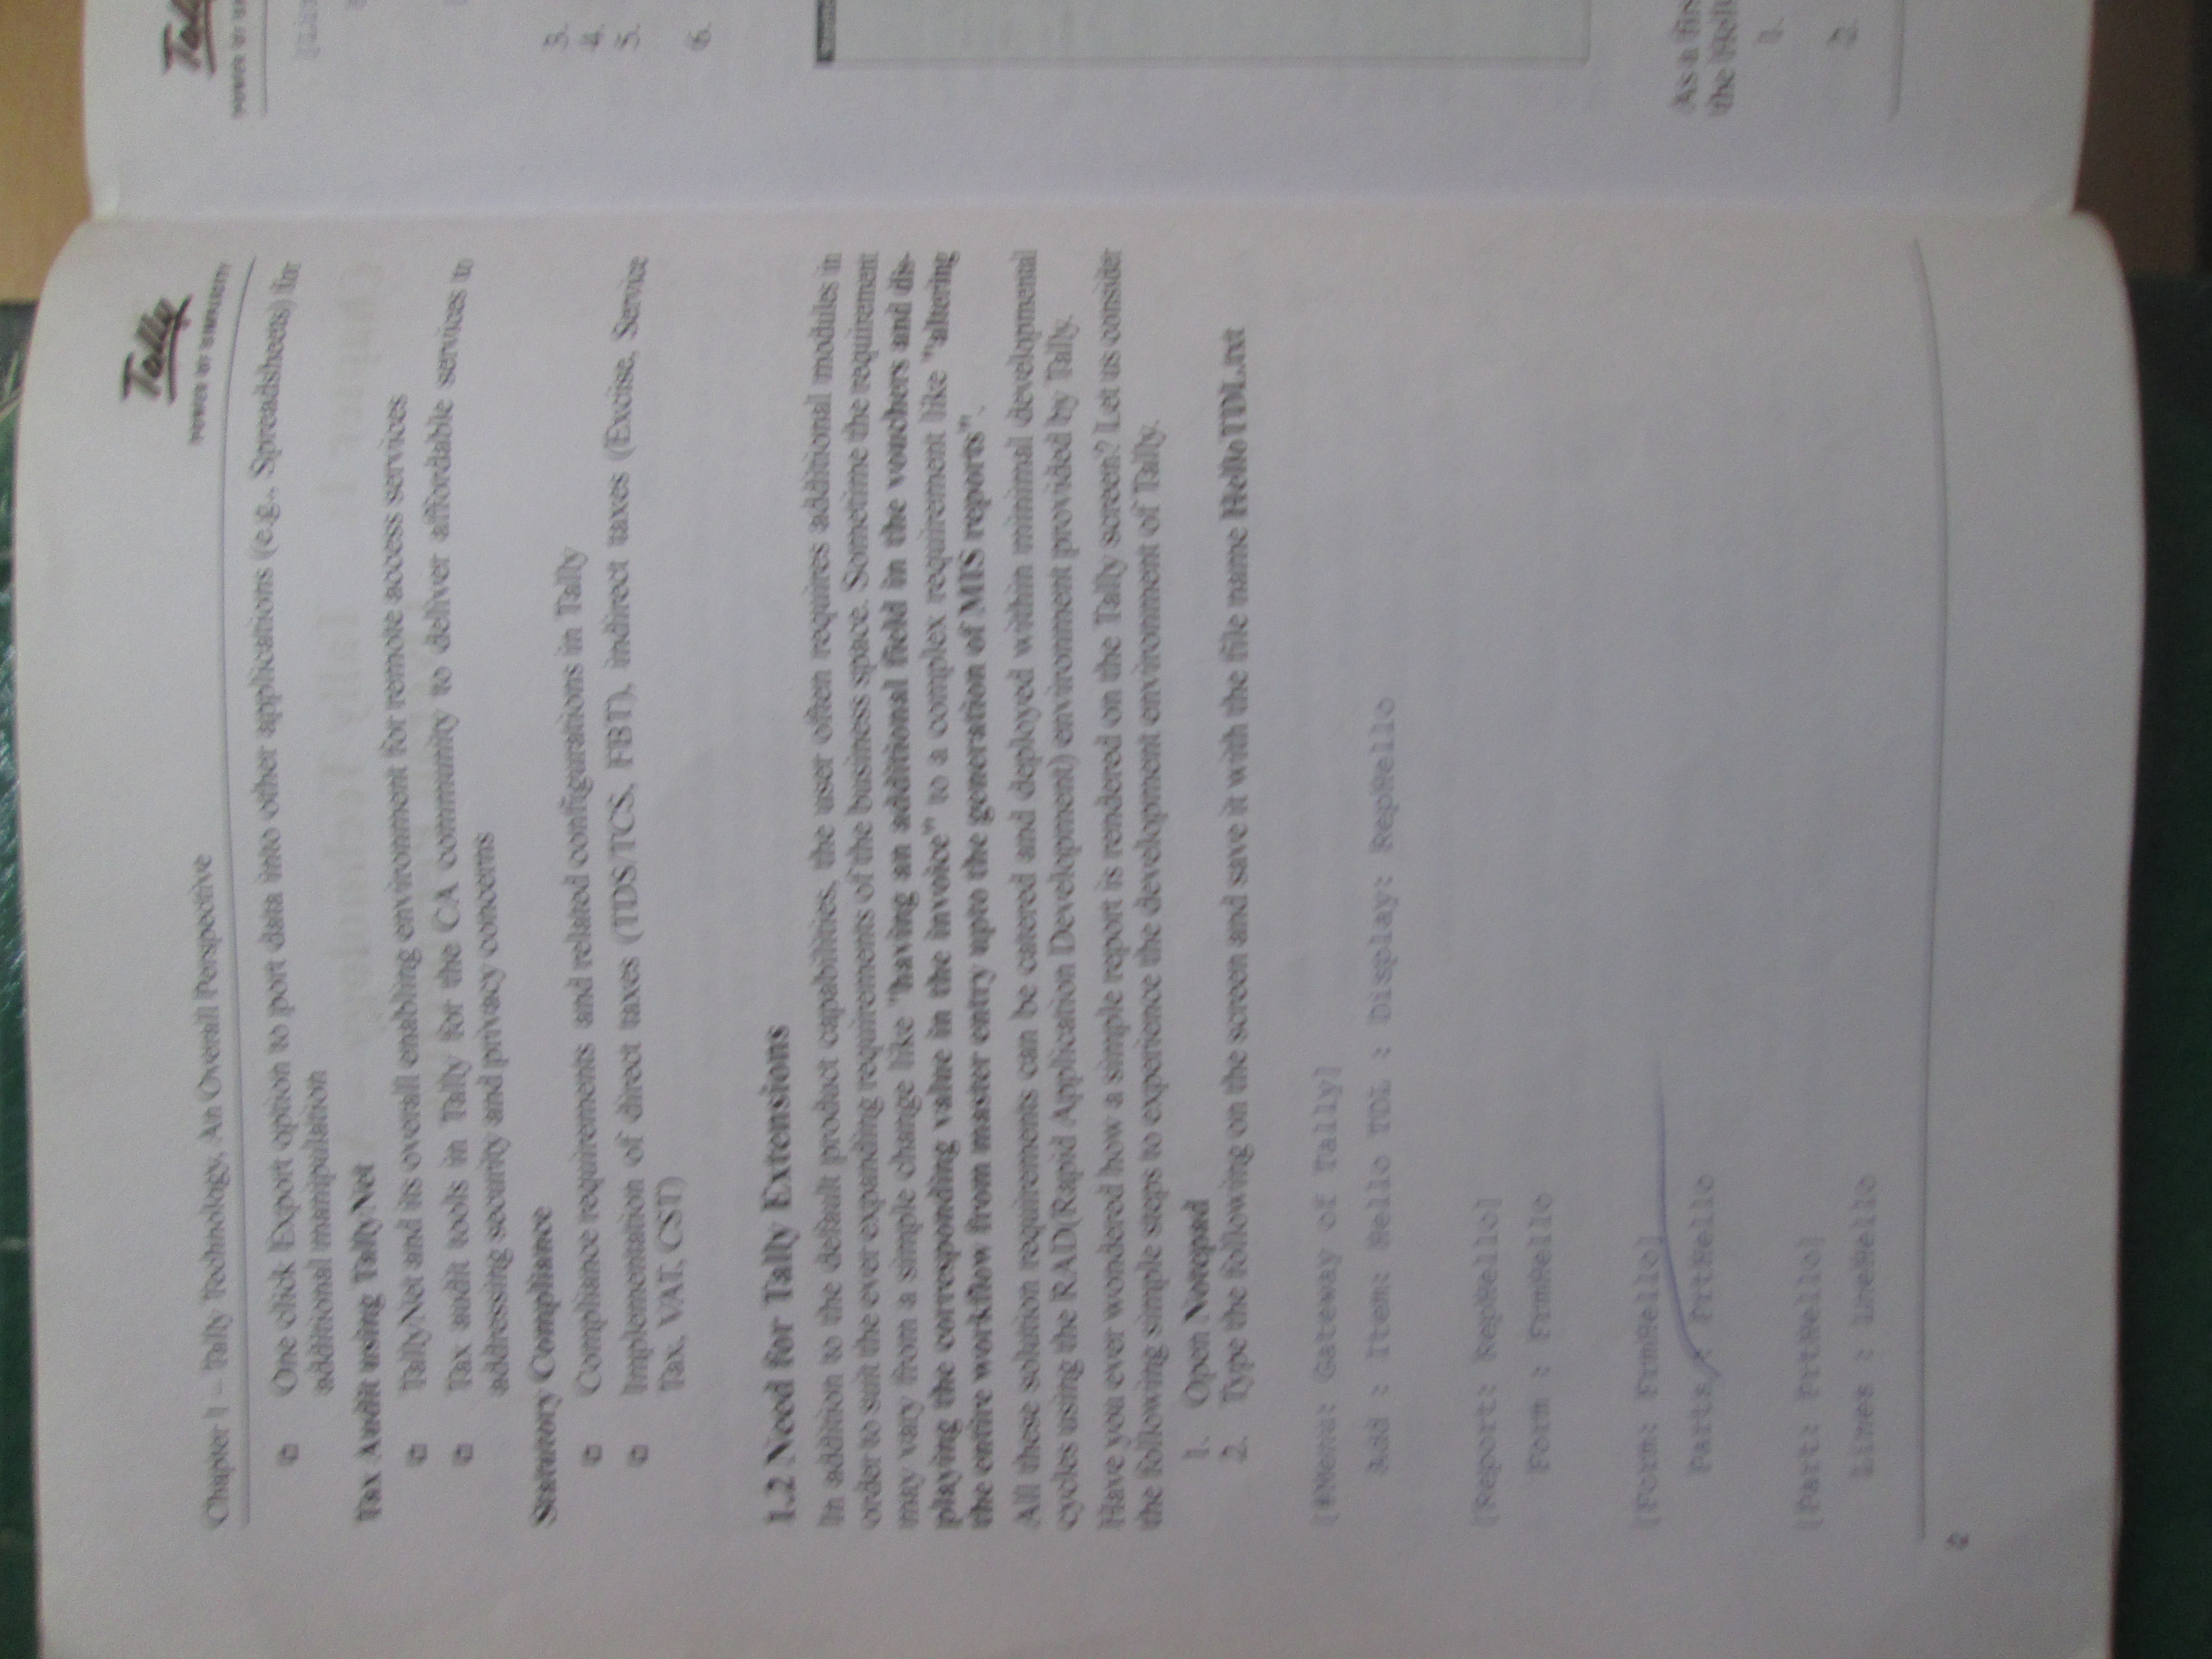 Chapter 1 – Tally Technology, An Overall Perspective
Tally
POWER OF SIMPLICITY
One click Export option to port data into other applications (e.g., Spreadsheets) for
additional manipulation
Tax Audit using Tally.Net
Tally.Net and its overall enabling environment for remote access services
Tax audit tools in Tally for the CA community to deliver affordable services to
addressing security and privacy concerns
Statutory Compliance
Compliance requirements and related configurations in Tally
Implementation of direct taxes (TDS/TCS, FBT), indirect taxes (Excise, Service
Tax, VAT, CST)
1.2 Need for Tally Extensions
In addition to the default product capabilities, the user often requires additional modules in
order to suit the ever expanding requirements of the business space. Sometime the requirement
may vary from a simple change like "having an additional field in the vouchers and dis-
playing the corresponding value in the invoice" to a complex requirement like "altering
the entire workflow from master entry upto the generation of MIS reports".
All these solution requirements can be catered and deployed within minimal developmental
cycles using the RAD(Rapid Application Development) environment provided by Tally.
Have you ever wondered how a simple report is rendered on the Tally screen? Let us consider
the following simple steps to experience the development environment of Tally.
1. Open Notepad
2. Type the following on the screen and save it with the file name HelloTDL.txt
[#Menu: Gateway of Tally]
Add : Item: Hello TDL : Display: RepHello
[Report: RepHello]
Form : FrmHello
[Form: FrmHello]
Parts : PrtHello
[Part: PrtHello]
Lines : LneHello
2
Tally
POWER OF
3.
4.
5.
6.
As a firs
the Hell
1.
2.